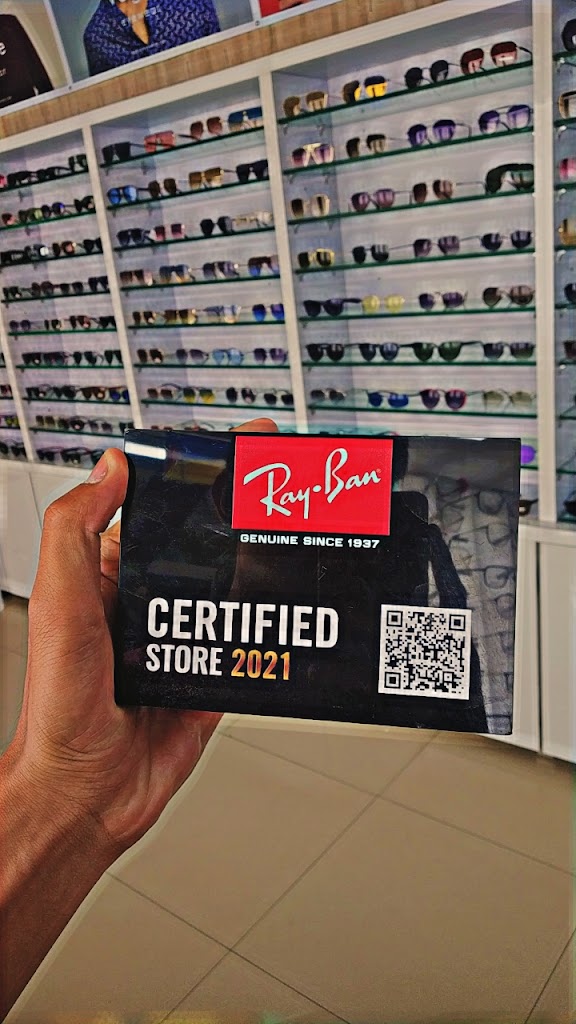 Ray-Ban
GENUINE SINCE 1937
CERTIFIED
STORE 2021